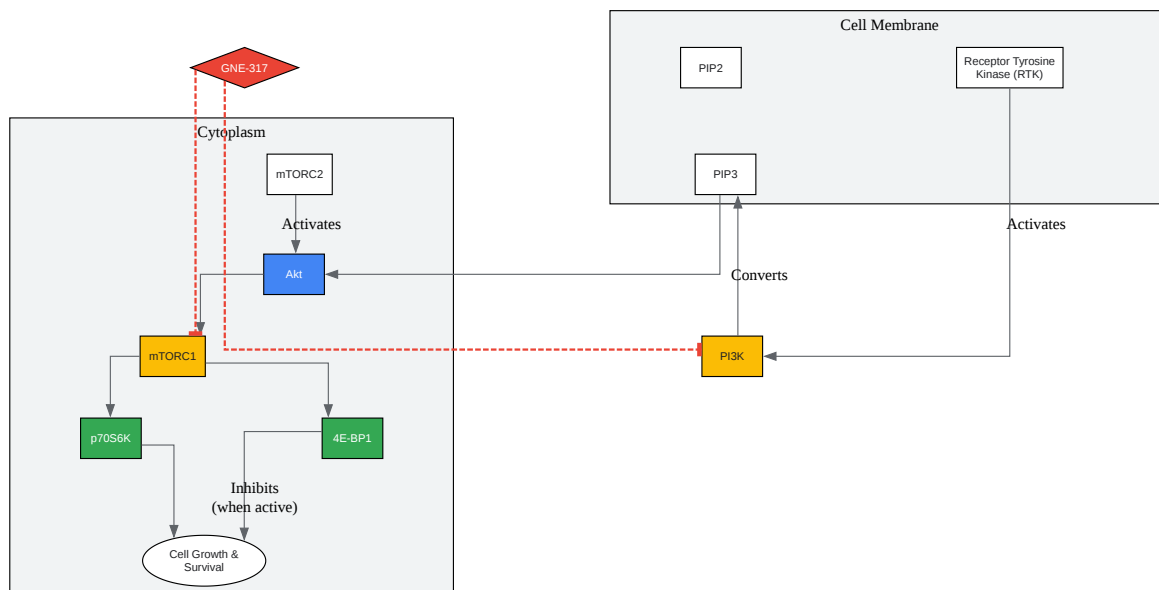 Cell Membrane
GNE-317
PIP2
Receptor Tyrosine
Kinase (RTK)
Cytoplasm
mTORC2
PIP3
Activates
Activates
Akt
Converts
mTORC1
PI3K
p70S6K
4E-BP1
Inhibits
(when active)
Cell Growth &
Survival